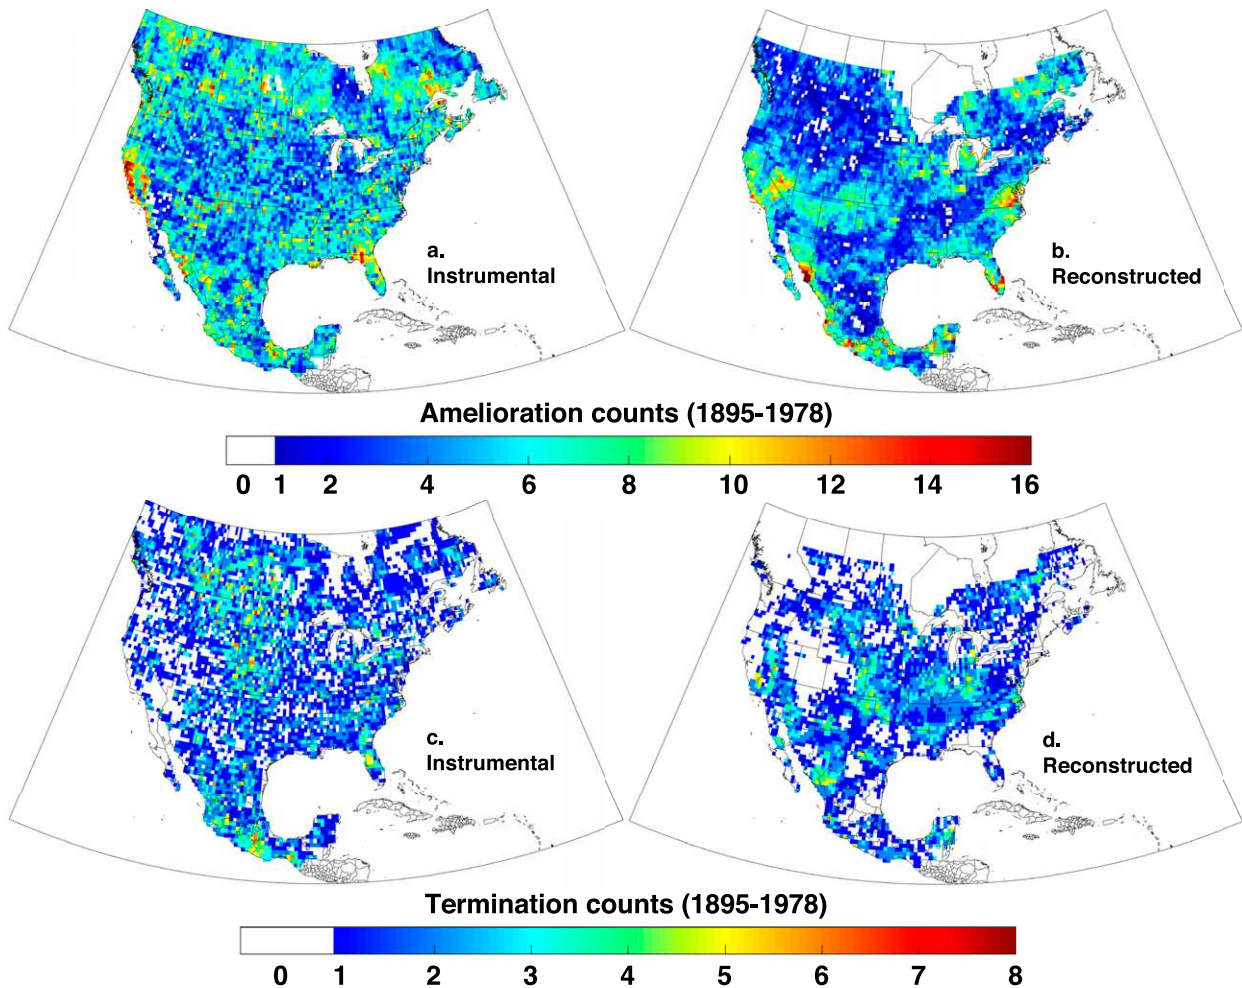 a.
Instrumental
b.
Reconstructed
Amelioration counts (1895-1978)
0 1 2 4 6 8 10 12 14 16
c.
Instrumental
d.
Reconstructed
Termination counts (1895-1978)
0 1 2 3 4 5 6 7 8